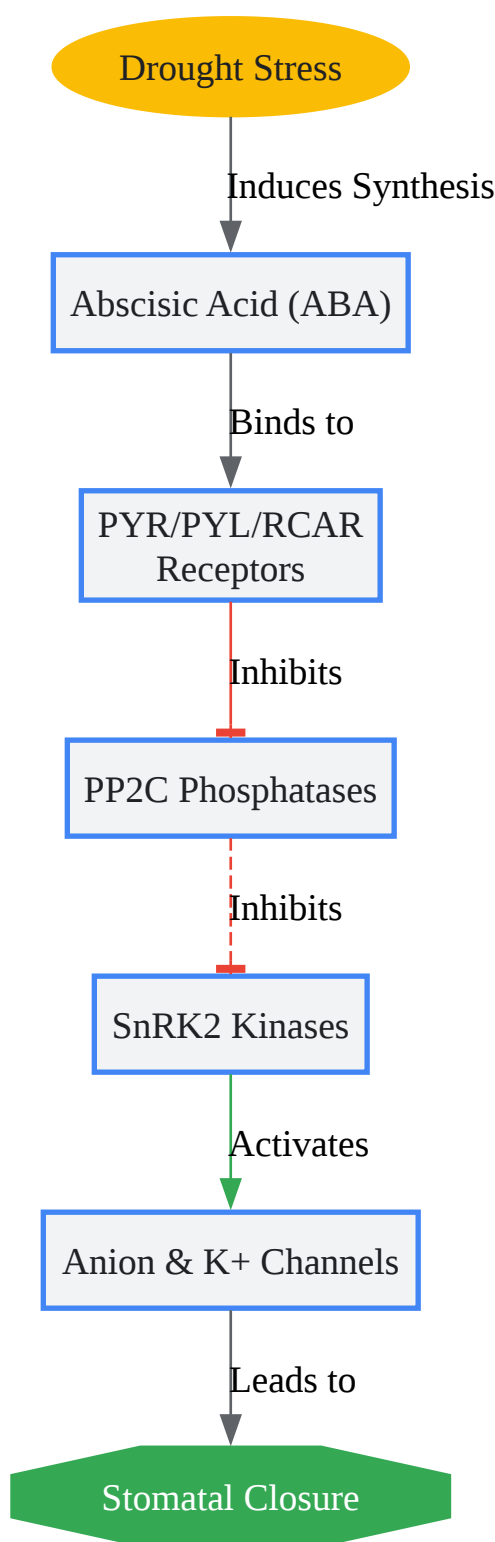 Drought Stress
Induces Synthesis
Abscisic Acid (ABA)
Binds to
PYR/PYL/RCAR
Receptors
Inhibits
PP2C Phosphatases
Inhibits
SnRK2 Kinases
Activates
Anion & K+ Channels
Leads to
Stomatal Closure